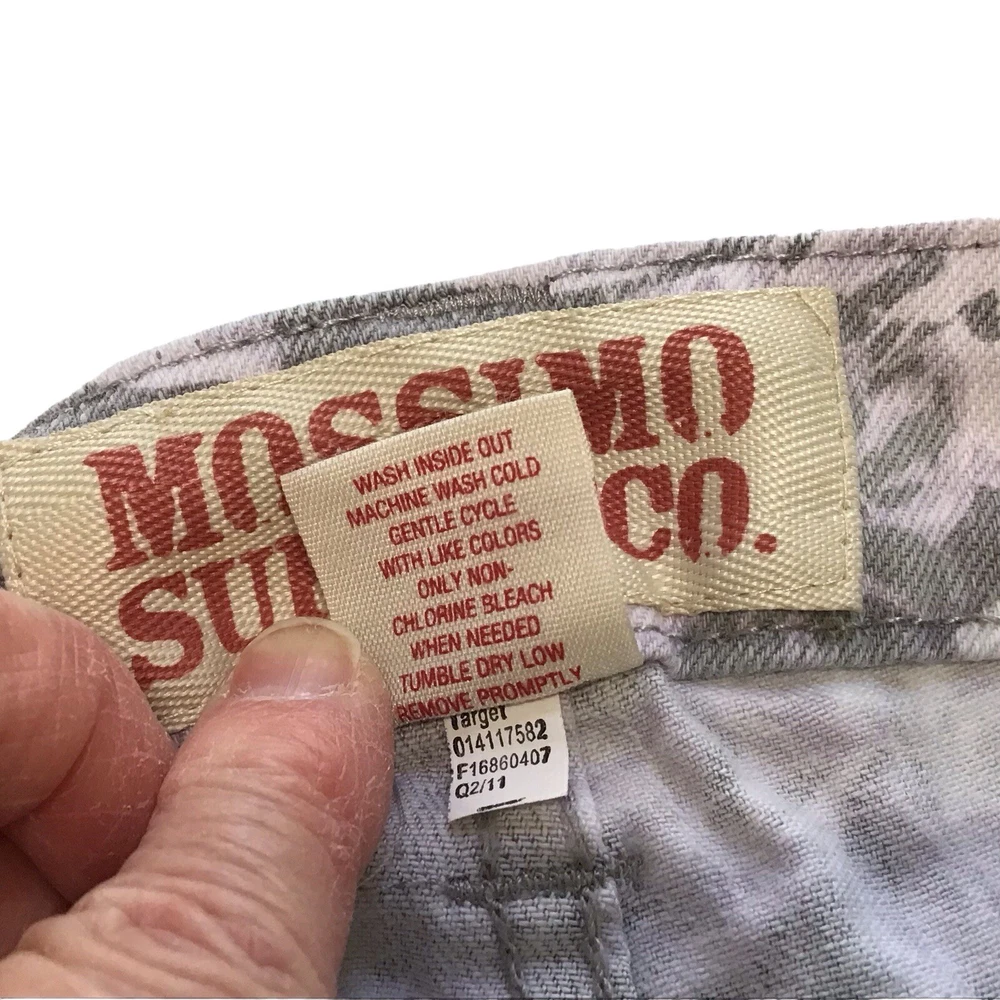 MOSSIMO
CO.
WASH INSIDE OUT
MACHINE WASH COLD
GENTLE CYCLE
WITH LIKE COLORS
ONLY NON-
CHLORINE BLEACH
WHEN NEEDED
TUMBLE DRY LOW
REMOVE PROMPTLY
Target
014117582
F16860407
Q2/11